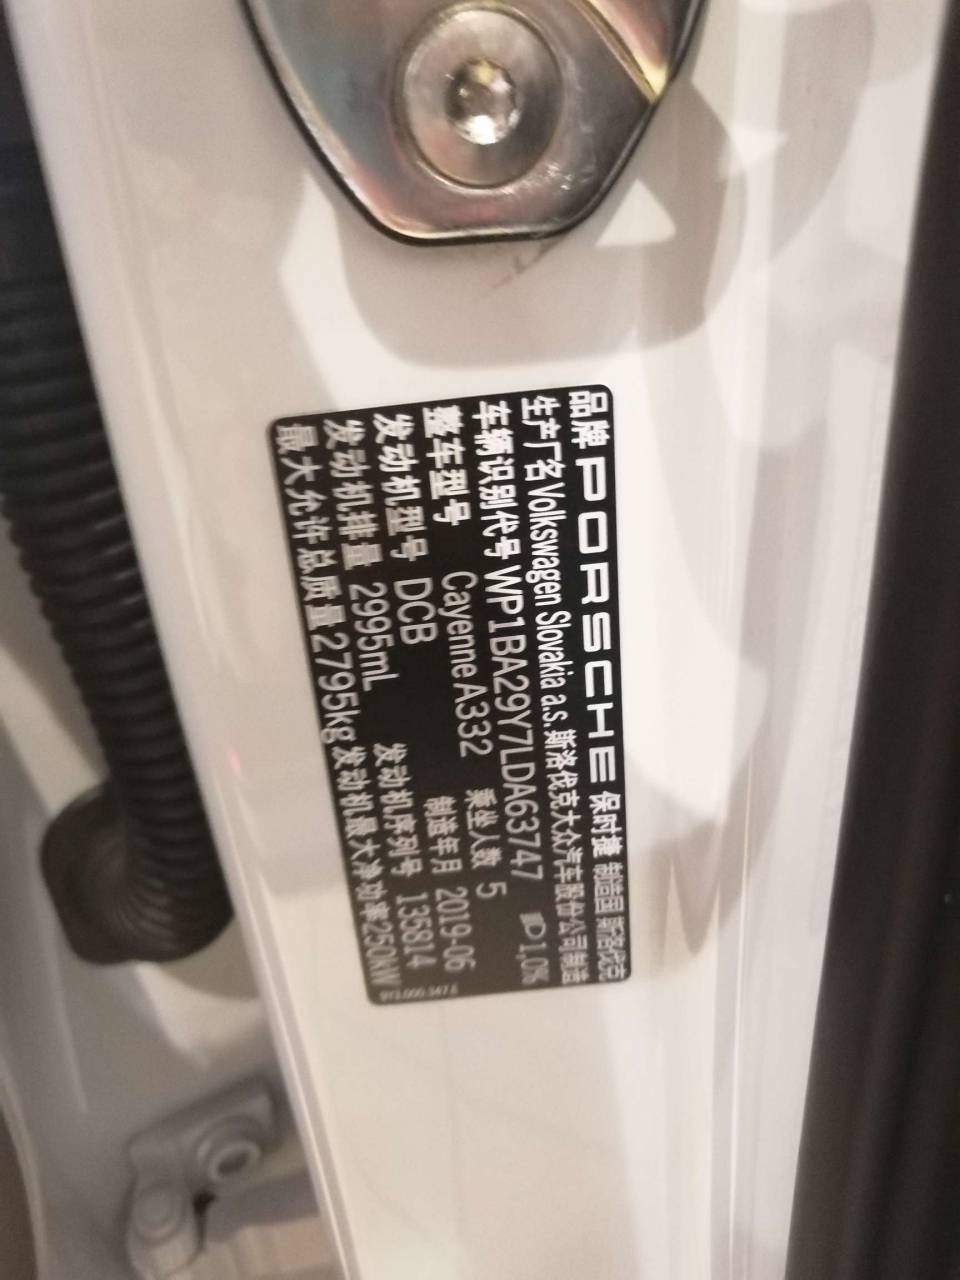 品牌 PORSCHE 保时捷 制造国 斯洛伐克
生产厂名 Volkswagen Slovakia a.s. 斯洛伐克大众汽车股份公司制造
车辆识别代号 WP1BA29Y7LDA63747 1,0%
整车型号 Cayenne A332 乘坐人数 5
发动机型号 DCB 制造年月 2019-06
发动机排量 2995mL 发动机序列号 135814
最大允许总质量 2795kg 发动机最大净功率 250kW